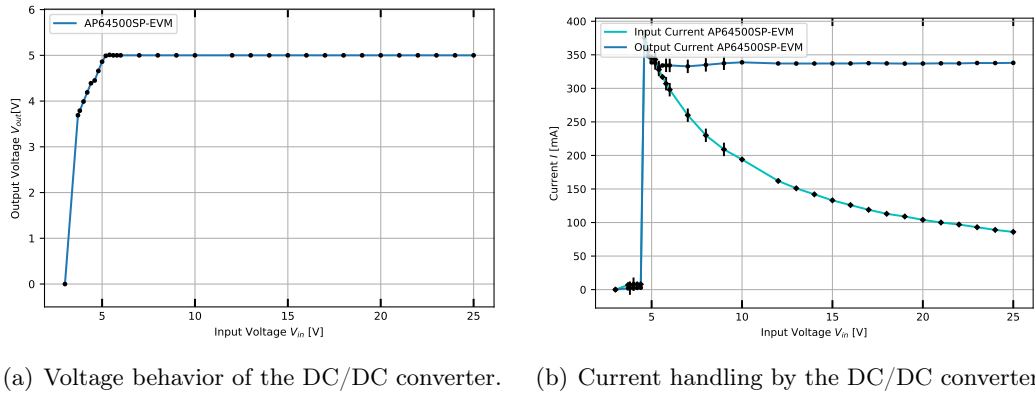 AP64500SP-EVM
6
5
4
3
2
1
0
Output Voltage Vout[V]
5 10 15 20 25
Input Voltage Vin [V]
Input Current AP64500SP-EVM
Output Current AP64500SP-EVM
400
350
300
250
200
150
100
50
0
Current I [mA]
5 10 15 20 25
Input Voltage Vin [V]
(a) Voltage behavior of the DC/DC converter.
(b) Current handling by the DC/DC converter